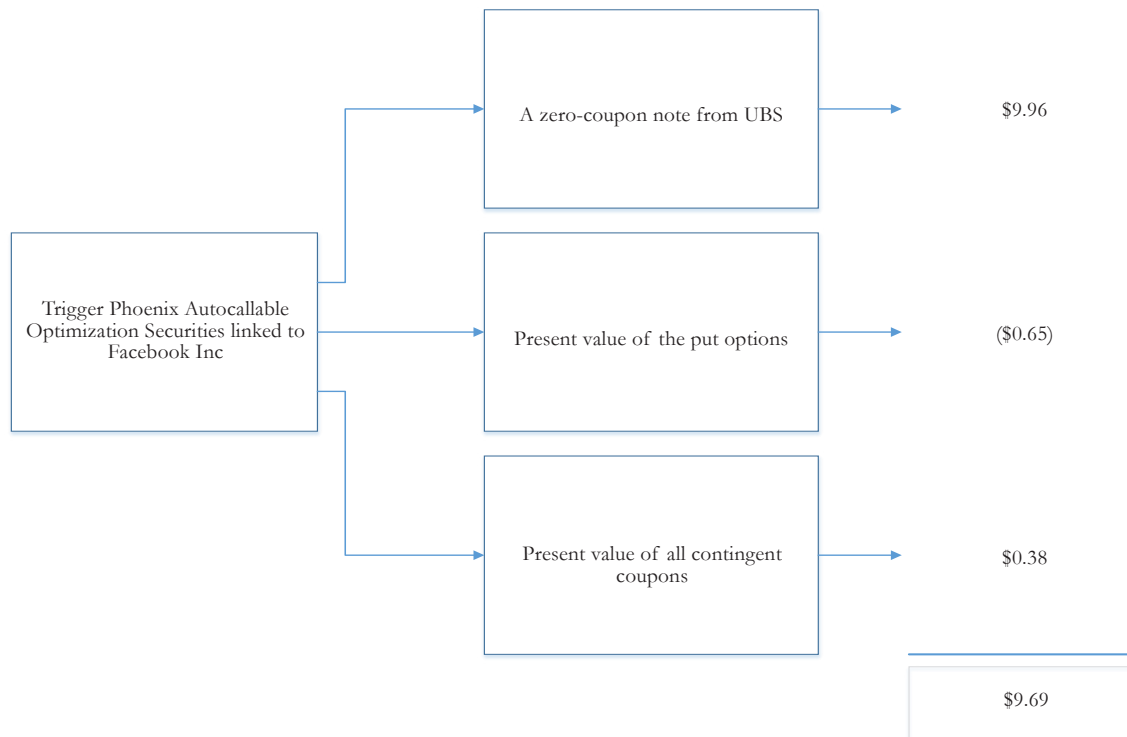 A zero-coupon note from UBS
$9.96
Trigger Phoenix Autocallable
Optimization Securities linked to
Facebook Inc
Present value of the put options
($0.65)
Present value of all contingent
coupons
$0.38
$9.69